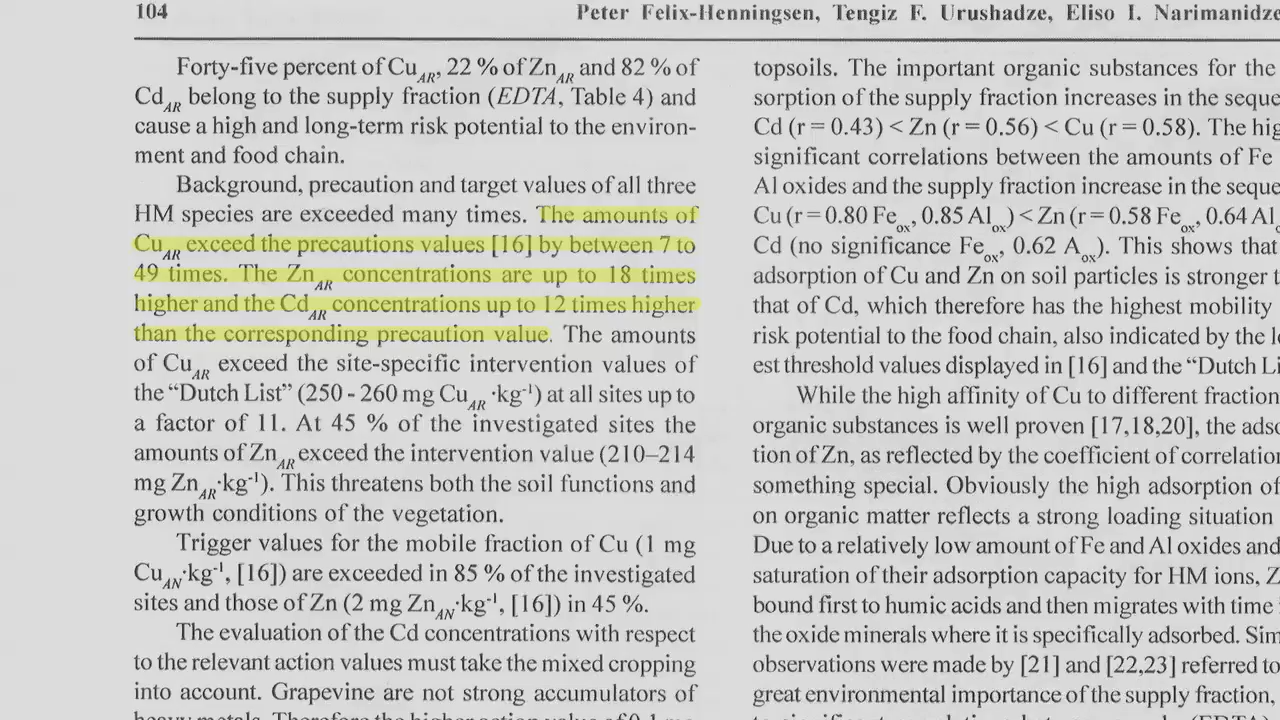 104
Peter Felix-Henningsen, Tengiz F. Urushadze, Eliso I. Narimanidze
Forty-five percent of Cu_AR, 22 % of Zn_AR and 82 % of
Cd_AR belong to the supply fraction (EDTA, Table 4) and
cause a high and long-term risk potential to the environ-
ment and food chain.
Background, precaution and target values of all three
HM species are exceeded many times. The amounts of
Cu_AR exceed the precautions values [16] by between 7 to
49 times. The Zn_AR concentrations are up to 18 times
higher and the Cd_AR concentrations up to 12 times higher
than the corresponding precaution value. The amounts
of Cu_AR exceed the site-specific intervention values of
the “Dutch List” (250 - 260 mg Cu_AR ·kg⁻¹) at all sites up to
a factor of 11. At 45 % of the investigated sites the
amounts of Zn_AR exceed the intervention value (210–214
mg Zn_AR·kg⁻¹). This threatens both the soil functions and
growth conditions of the vegetation.
Trigger values for the mobile fraction of Cu (1 mg
Cu_AN·kg⁻¹, [16]) are exceeded in 85 % of the investigated
sites and those of Zn (2 mg Zn_AN·kg⁻¹, [16]) in 45 %.
The evaluation of the Cd concentrations with respect
to the relevant action values must take the mixed cropping
into account. Grapevine are not strong accumulators of
topsoils. The important organic substances for the
sorption of the supply fraction increases in the seque
Cd (r = 0.43) < Zn (r = 0.56) < Cu (r = 0.58). The hig
significant correlations between the amounts of Fe
Al oxides and the supply fraction increase in the seque
Cu (r = 0.80 Fe_ox, 0.85 Al_ox) < Zn (r = 0.58 Fe_ox, 0.64 Al
Cd (no significance Fe_ox, 0.62 A_ox). This shows that
adsorption of Cu and Zn on soil particles is stronger t
that of Cd, which therefore has the highest mobility
risk potential to the food chain, also indicated by the l
est threshold values displayed in [16] and the “Dutch Li
While the high affinity of Cu to different fraction
organic substances is well proven [17,18,20], the adso
tion of Zn, as reflected by the coefficient of correlation
something special. Obviously the high adsorption of
on organic matter reflects a strong loading situation
Due to a relatively low amount of Fe and Al oxides and
saturation of their adsorption capacity for HM ions, Z
bound first to humic acids and then migrates with time
the oxide minerals where it is specifically adsorbed. Sim
observations were made by [21] and [22,23] referred to
great environmental importance of the supply fraction,